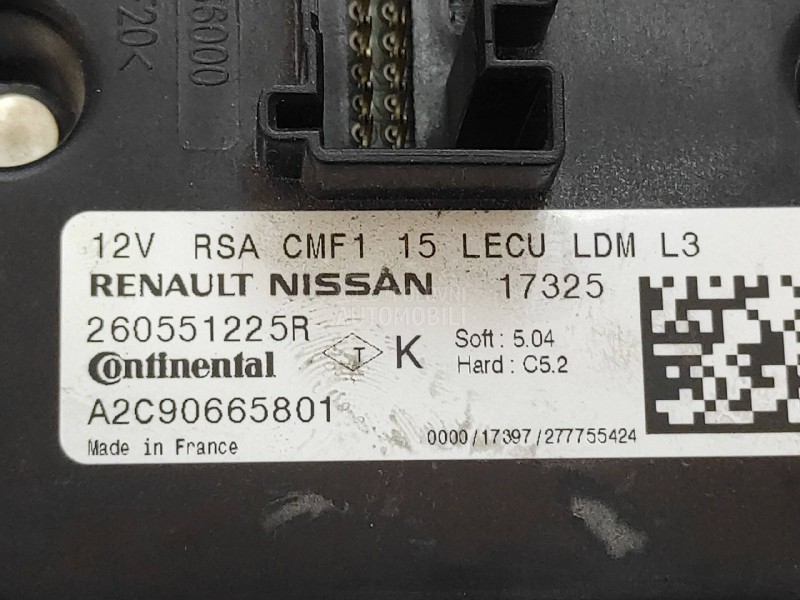 6000
T20<
12V RSA CMF1 15 LECU LDM L3
RENAULT NISSAN 17325
260551225R
Soft : 5.04
Continental T K
Hard : C5.2
A2C90665801
0000/17397/277755424
Made in France